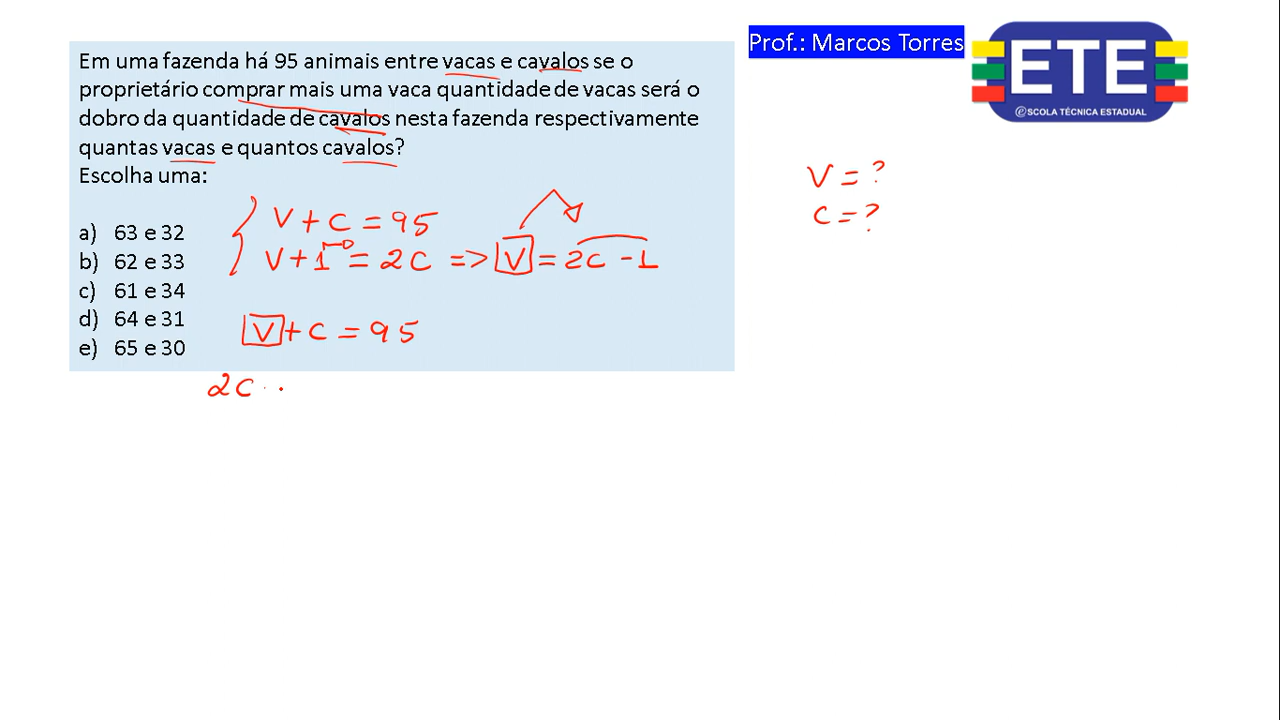 Prof.: Marcos Torres
ETE
ESCOLA TÉCNICA ESTADUAL
Em uma fazenda há 95 animais entre vacas e cavalos se o
proprietário comprar mais uma vaca quantidade de vacas será o
dobro da quantidade de cavalos nesta fazenda respectivamente
quantas vacas e quantos cavalos?
Escolha uma:
a) 63 e 32
b) 62 e 33
c) 61 e 34
d) 64 e 31
e) 65 e 30
V = ?
C = ?
V + C = 95
V + 1 = 2C => V = 2C - 1
V + C = 95
2C